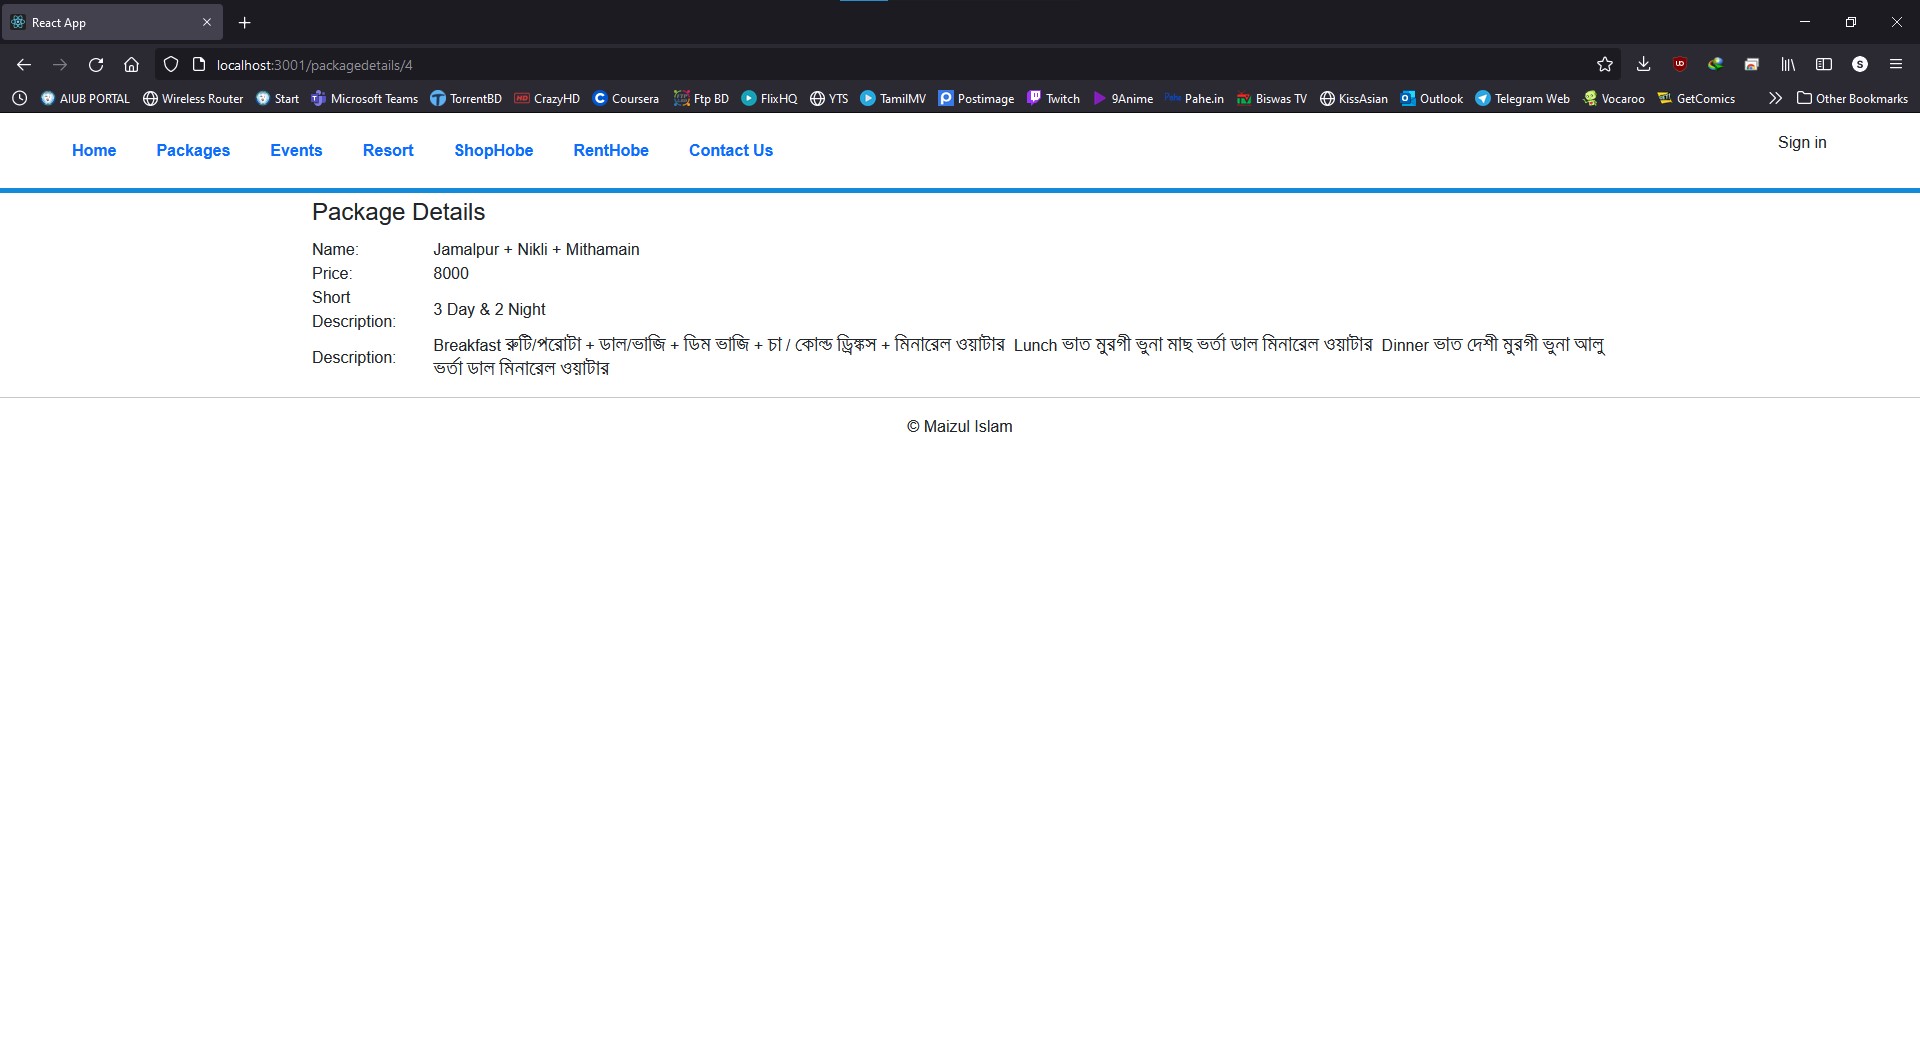 React App
localhost:3001/packagedetails/4
AIUB PORTAL Wireless Router Start Microsoft Teams TorrentBD CrazyHD Coursera Ftp BD FlixHQ YTS TamilMV Postimage Twitch 9Anime Pahe.in Biswas TV KissAsian Outlook Telegram Web Vocaroo GetComics Other Bookmarks
Home Packages Events Resort ShopHobe RentHobe Contact Us Sign in
Package Details
Name: Jamalpur + Nikli + Mithamain
Price: 8000
Short
Description: 3 Day & 2 Night
Description: Breakfast রুটি/পরোটা + ডাল/ভাজি + ডিম ভাজি + চা / কোল্ড ড্রিঙ্কস + মিনারেল ওয়াটার Lunch ভাত মুরগী ভুনা মাছ ভর্তা ডাল মিনারেল ওয়াটার Dinner ভাত দেশী মুরগী ভুনা আলু
ভর্তা ডাল মিনারেল ওয়াটার
© Maizul Islam